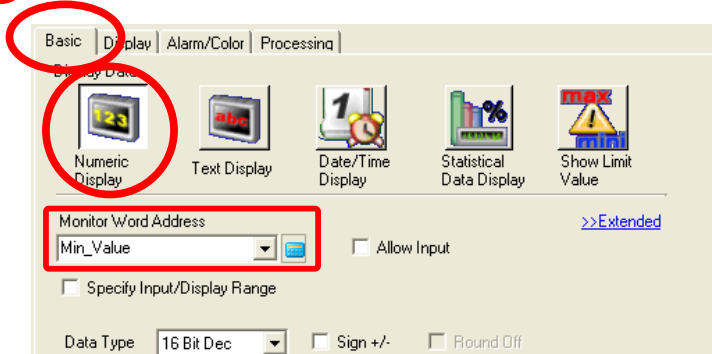 Basic Display Alarm/Color Processing
Display Data
123 abc 1 % max mini
Numeric Display Text Display Date/Time Display Statistical Data Display Show Limit Value
Monitor Word Address >>Extended
Min_Value Allow Input
Specify Input/Display Range
Data Type 16 Bit Dec Sign +/- Round Off